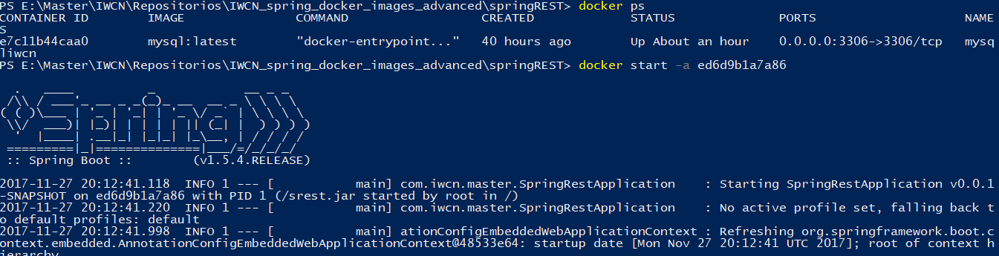 PS E:\Master\IWCN\Repositorios\IWCN_spring_docker_images_advanced\springREST> docker ps
CONTAINER ID        IMAGE               COMMAND                  CREATED             STATUS              PORTS                    NAME
S
e7c11b44caa0        mysql:latest        "docker-entrypoint..."   40 hours ago        Up About an hour    0.0.0.0:3306->3306/tcp   mysq
liwcn
PS E:\Master\IWCN\Repositorios\IWCN_spring_docker_images_advanced\springREST> docker start -a ed6d9b1a7a86
  .   ____          _            __ _ _
 /\\ / ___'_ __ _ _(_)_ __  __ _ \ \ \ \
( ( )\___ | '_ | '_| | '_ \/ _` | \ \ \ \
 \\/  ___)| |_)| | | | | || (_| |  ) ) ) )
  '  |____| .__|_| |_|_| |_\__, | / / / /
 =========|_|==============|___/=/_/_/_/
 :: Spring Boot ::        (v1.5.4.RELEASE)
2017-11-27 20:12:41.118  INFO 1 --- [           main] com.iwcn.master.SpringRestApplication    : Starting SpringRestApplication v0.0.1
-SNAPSHOT on ed6d9b1a7a86 with PID 1 (/srest.jar started by root in /)
2017-11-27 20:12:41.220  INFO 1 --- [           main] com.iwcn.master.SpringRestApplication    : No active profile set, falling back t
o default profiles: default
2017-11-27 20:12:41.998  INFO 1 --- [           main] ationConfigEmbeddedWebApplicationContext : Refreshing org.springframework.boot.c
ontext.embedded.AnnotationConfigEmbeddedWebApplicationContext@48533e64: startup date [Mon Nov 27 20:12:41 UTC 2017]; root of context h
ierarchy